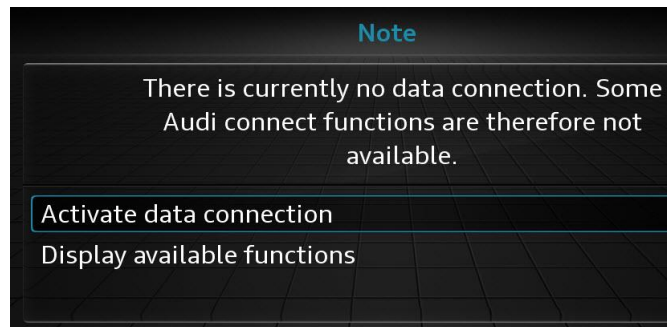 Note
There is currently no data connection. Some
Audi connect functions are therefore not
available.
Activate data connection
Display available functions